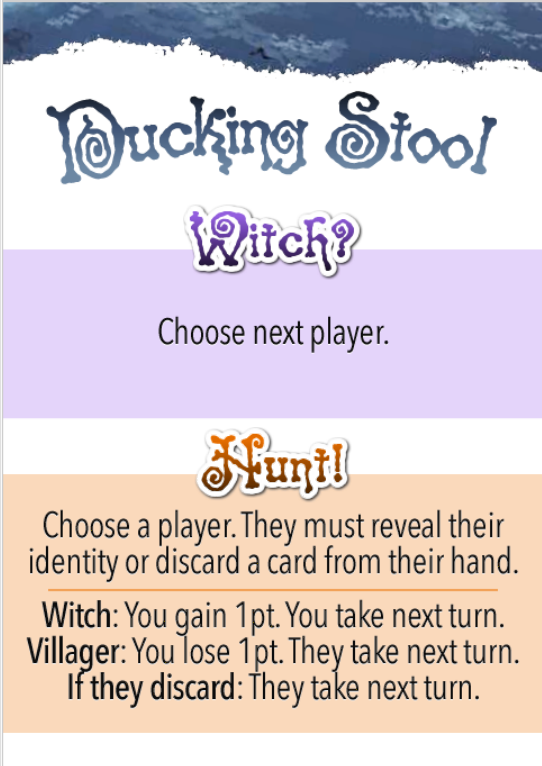 Ducking Stool
Witch?
Choose next player.
Hunt!
Choose a player. They must reveal their
identity or discard a card from their hand.
Witch: You gain 1pt. You take next turn.
Villager: You lose 1pt. They take next turn.
If they discard: They take next turn.